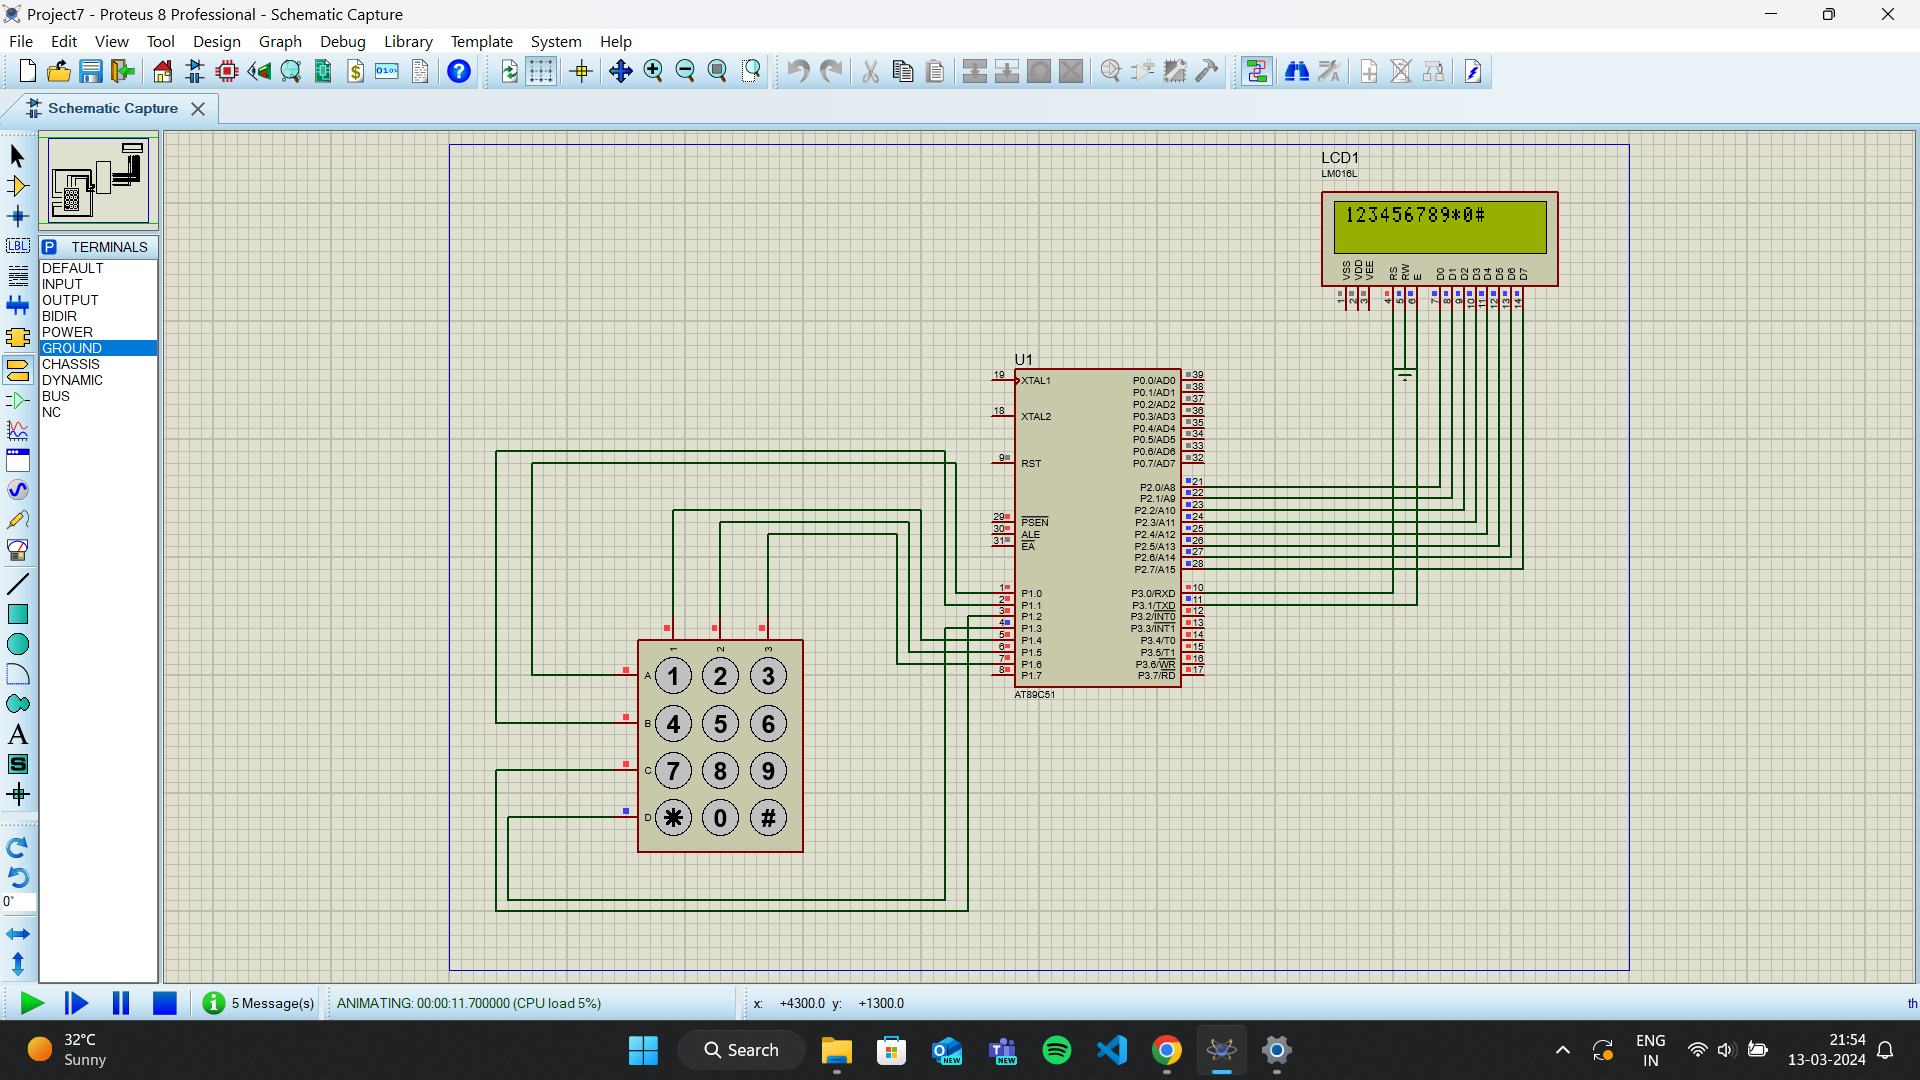 Project7 - Proteus 8 Professional - Schematic Capture
File Edit View Tool Design Graph Debug Library Template System Help
Schematic Capture
LBL
P TERMINALS
DEFAULT
INPUT
OUTPUT
BIDIR
POWER
GROUND
CHASSIS
DYNAMIC
BUS
NC
A
S
0°
LCD1
LM016L
123456789*0#
VSS VDD VEE RS RW E D0 D1 D2 D3 D4 D5 D6 D7
1 2 3 4 5 6 7 8 9 10 11 12 13 14
U1
19 XTAL1
18 XTAL2
9 RST
29 PSEN
30 ALE
31 EA
1 P1.0
2 P1.1
3 P1.2
4 P1.3
5 P1.4
6 P1.5
7 P1.6
8 P1.7
P0.0/AD0 39
P0.1/AD1 38
P0.2/AD2 37
P0.3/AD3 36
P0.4/AD4 35
P0.5/AD5 34
P0.6/AD6 33
P0.7/AD7 32
P2.0/A8 21
P2.1/A9 22
P2.2/A10 23
P2.3/A11 24
P2.4/A12 25
P2.5/A13 26
P2.6/A14 27
P2.7/A15 28
P3.0/RXD 10
P3.1/TXD 11
P3.2/INT0 12
P3.3/INT1 13
P3.4/T0 14
P3.5/T1 15
P3.6/WR 16
P3.7/RD 17
AT89C51
1 2 3
A 1 2 3
B 4 5 6
C 7 8 9
D * 0 #
5 Message(s) ANIMATING: 00:00:11.700000 (CPU load 5%) x: +4300.0 y: +1300.0 th
32°C
Sunny
Search
NEW
NEW
ENG
IN
21:54
13-03-2024